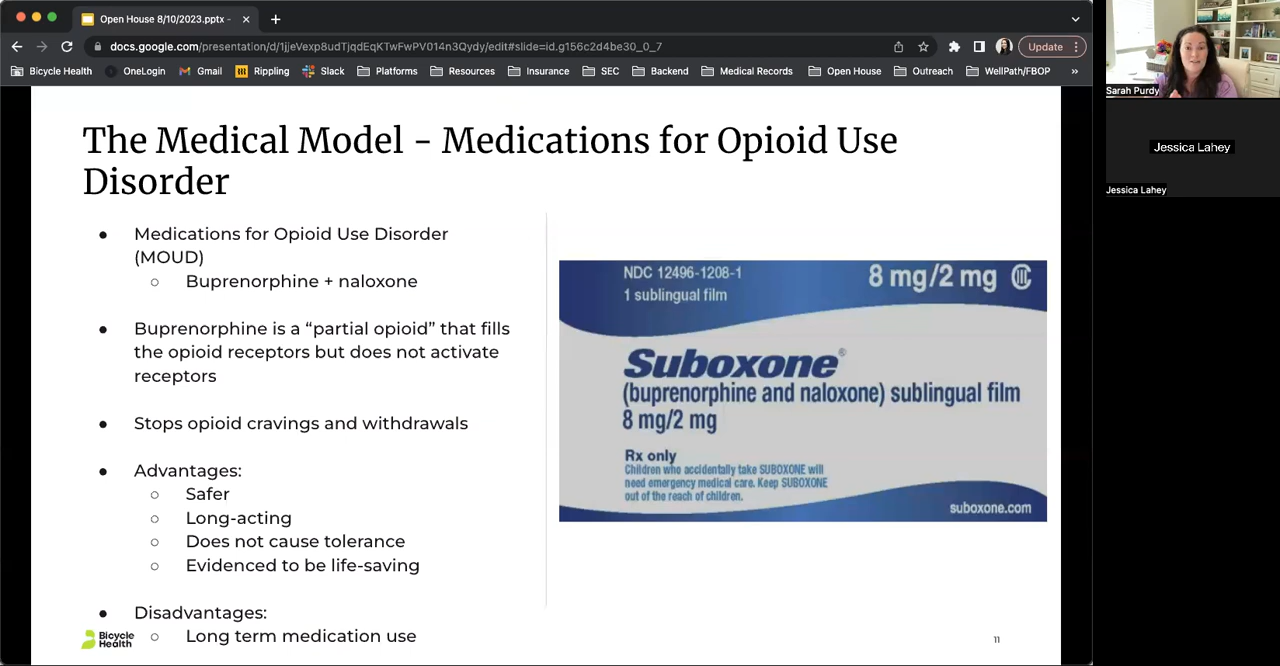 Open House 8/10/2023.pptx -
docs.google.com/presentation/d/1jjeVexp8udTjqdEqKTwFwPV014n3Qydy/edit#slide=id.g156c2d4be30_0_7
Update
Bicycle Health OneLogin Gmail Rippling Slack Platforms Resources Insurance SEC Backend Medical Records Open House Outreach WellPath/FBOP »
Sarah Purdy
Jessica Lahey
Jessica Lahey
The Medical Model - Medications for Opioid Use
Disorder
● Medications for Opioid Use Disorder
(MOUD)
○ Buprenorphine + naloxone
● Buprenorphine is a “partial opioid” that fills
the opioid receptors but does not activate
receptors
● Stops opioid cravings and withdrawals
● Advantages:
○ Safer
○ Long-acting
○ Does not cause tolerance
○ Evidenced to be life-saving
● Disadvantages:
○ Long term medication use
NDC 12496-1208-1
1 sublingual film
8 mg/2 mg CIII
Suboxone®
(buprenorphine and naloxone) sublingual film
8 mg/2 mg
Rx only
Children who accidentally take SUBOXONE will
need emergency medical care. Keep SUBOXONE
out of the reach of children.
suboxone.com
Bicycle
Health
11